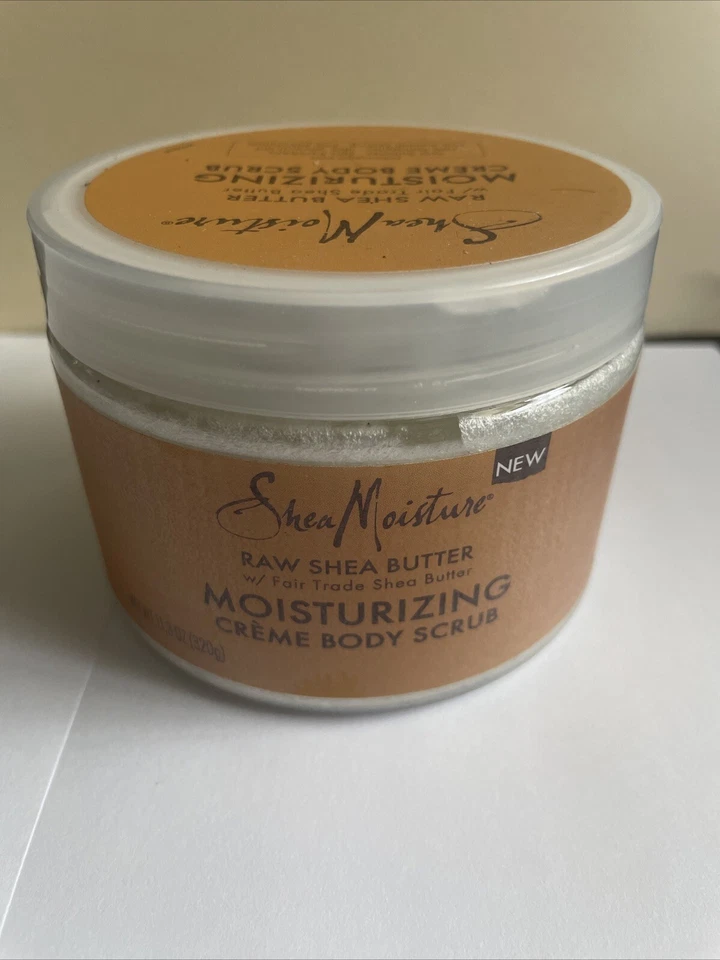 SheaMoisture®
RAW SHEA BUTTER
w/ Fair Trade Shea Butter
MOISTURIZING
CRÈME BODY SCRUB
NEW
SheaMoisture®
RAW SHEA BUTTER
w/ Fair Trade Shea Butter
MOISTURIZING
CRÈME BODY SCRUB
(320g)